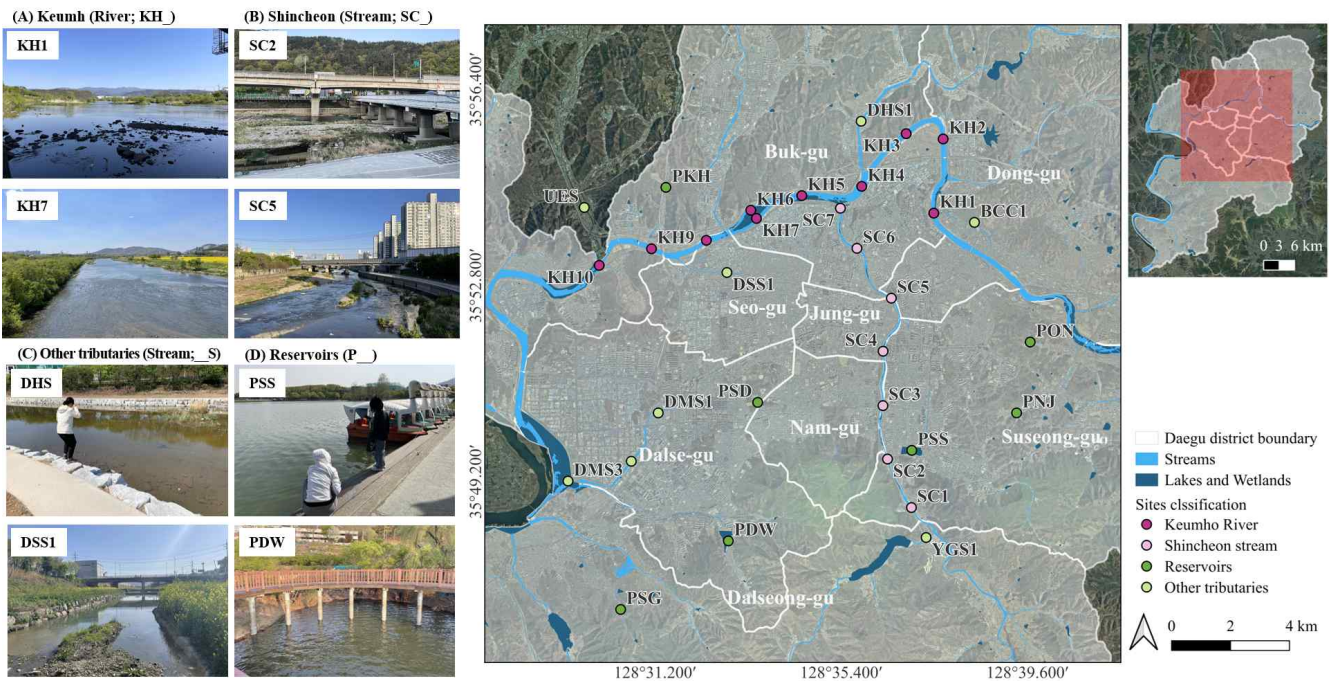 (A) Keumh (River; KH_)
(B) Shincheon (Stream; SC_)
KH1
SC2
KH7
SC5
(C) Other tributaries (Stream;__S)
(D) Reservoirs (P__)
DHS
PSS
DSS1
PDW
35°56.400'
35°52.800'
35°49.200'
128°31.200'
128°35.400'
128°39.600'
DHS1
KH3
KH2
Buk-gu
Dong-gu
PKH
KH5
KH4
UES
KH6
SC7
KH1
BCC1
KH7
KH9
SC6
KH10
DSS1
SC5
Seo-gu
Jung-gu
PON
SC4
PSD
DMS1
SC3
PNJ
Nam-gu
Suseong-gu
PSS
Dalse-gu
SC2
DMS3
SC1
PDW
YGS1
PSG
Dalseong-gu
0 3 6 km
Daegu district boundary
Streams
Lakes and Wetlands
Sites clssification
Keumho River
Shincheon stream
Reservoirs
Other tributaries
0 2 4 km